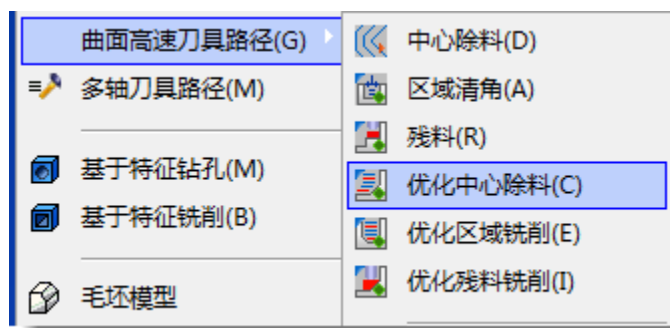 曲面高速刀具路径(G)
多轴刀具路径(M)
基于特征钻孔(M)
基于特征铣削(B)
毛坯模型
中心除料(D)
区域清角(A)
残料(R)
优化中心除料(C)
优化区域铣削(E)
优化残料铣削(I)